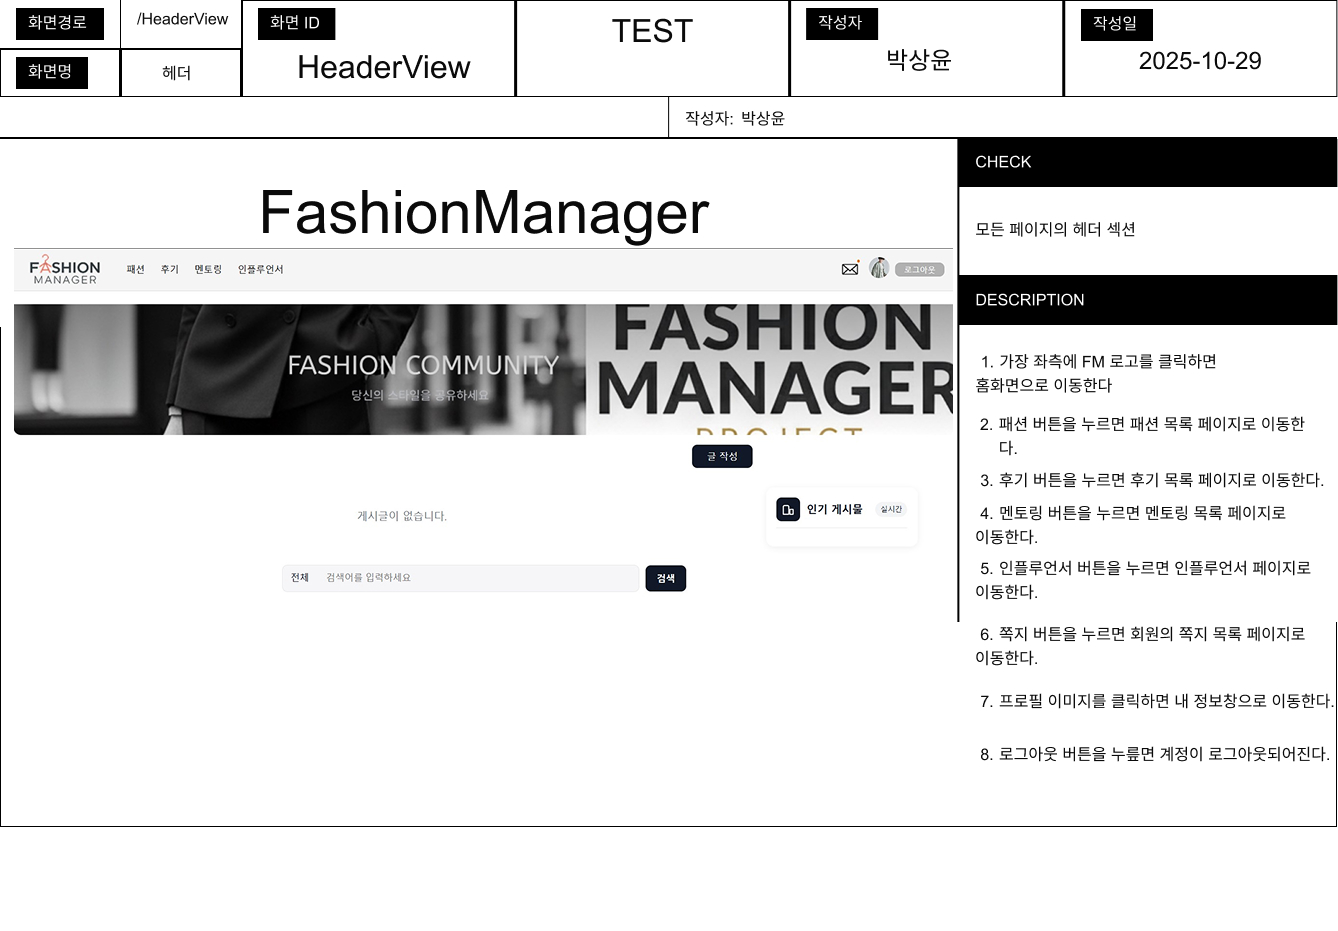 화면경로
/HeaderView
화면 ID
HeaderView
TEST
작성자
박상윤
작성일
2025-10-29
화면명
헤더
작성자: 박상윤
FashionManager
FASHION
MANAGER
패션
후기
멘토링
인플루언서
로그아웃
FASHION COMMUNITY
당신의 스타일을 공유하세요
FASHION
MANAGER
PROJECT
글 작성
게시글이 없습니다.
인기 게시물
실시간
전체
검색어를 입력하세요
검색
CHECK
모든 페이지의 헤더 섹션
DESCRIPTION
1. 가장 좌측에 FM 로고를 클릭하면
홈화면으로 이동한다
2. 패션 버튼을 누르면 패션 목록 페이지로 이동한
다.
3. 후기 버튼을 누르면 후기 목록 페이지로 이동한다.
4. 멘토링 버튼을 누르면 멘토링 목록 페이지로
이동한다.
5. 인플루언서 버튼을 누르면 인플루언서 페이지로
이동한다.
6. 쪽지 버튼을 누르면 회원의 쪽지 목록 페이지로
이동한다.
7. 프로필 이미지를 클릭하면 내 정보창으로 이동한다.
8. 로그아웃 버튼을 누륲면 계정이 로그아웃되어진다.